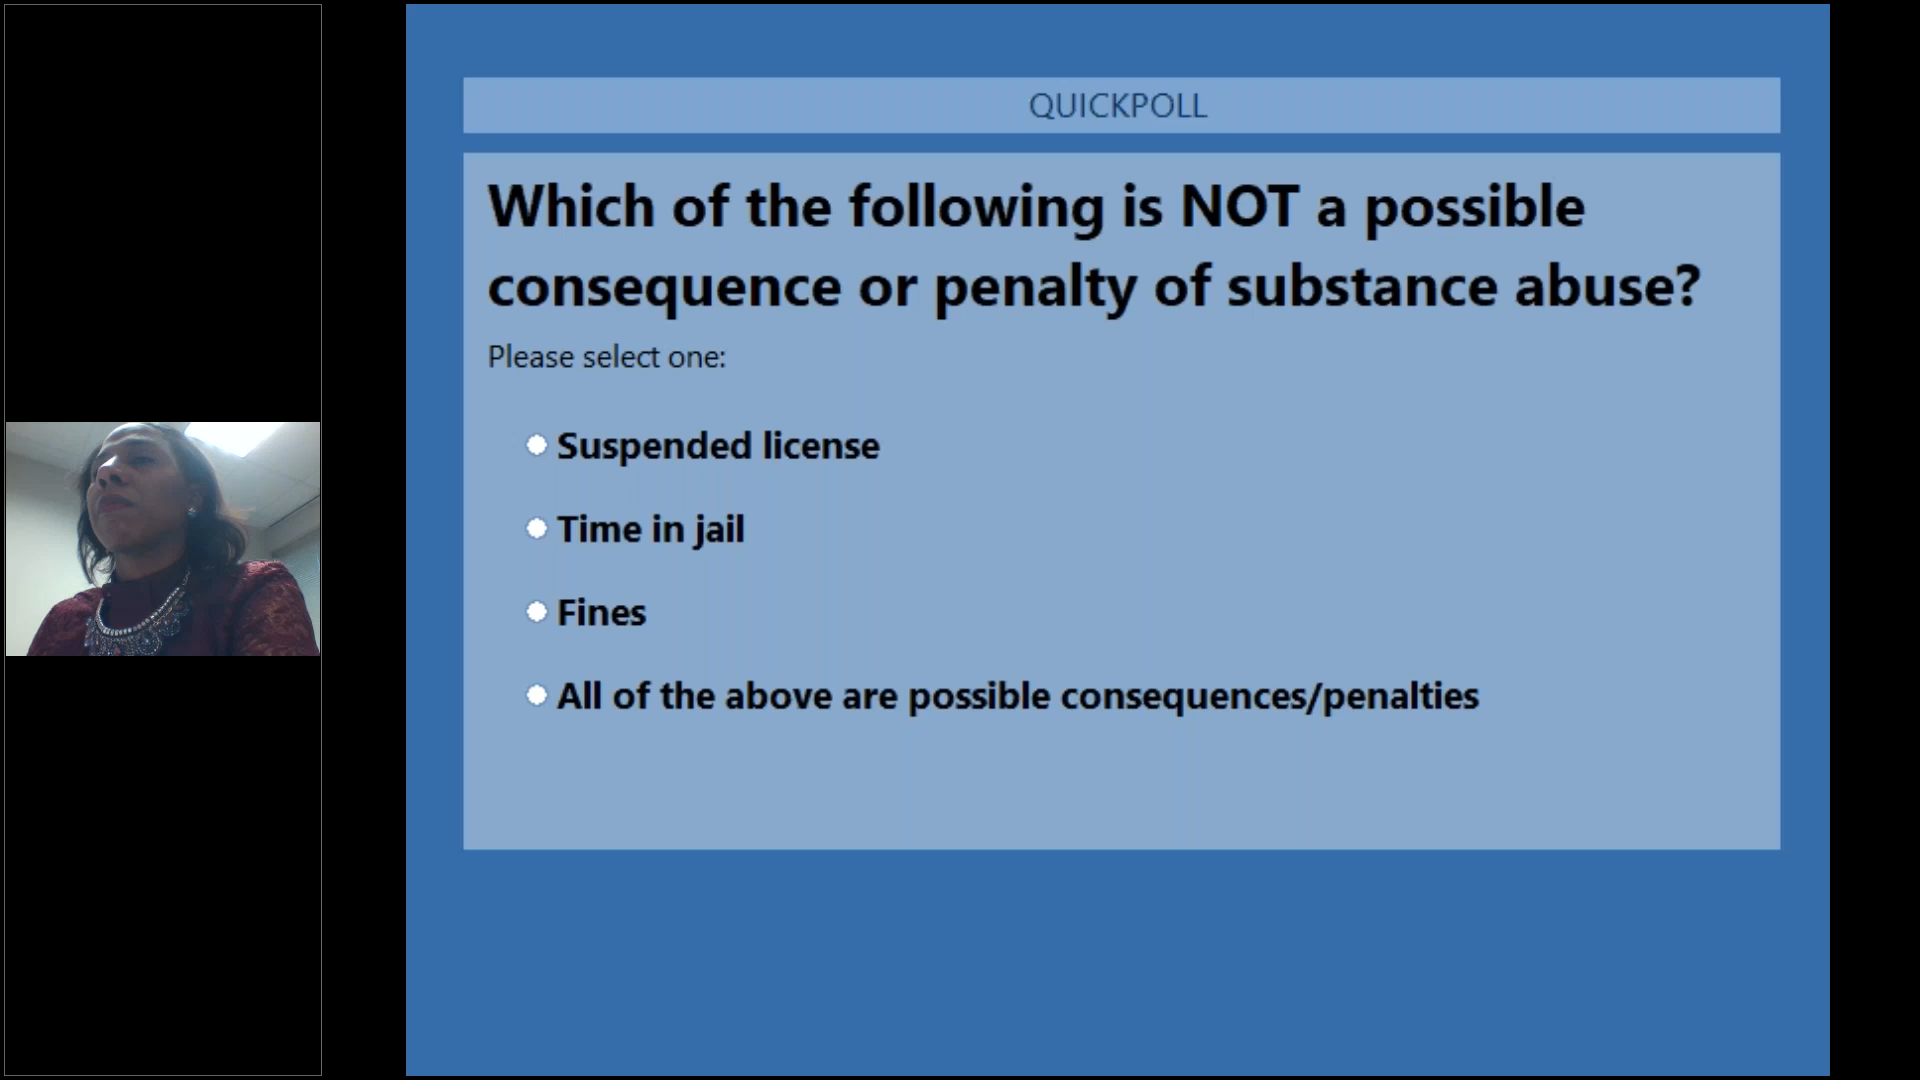 QUICKPOLL
Which of the following is NOT a possible
consequence or penalty of substance abuse?
Please select one:
Suspended license
Time in jail
Fines
All of the above are possible consequences/penalties